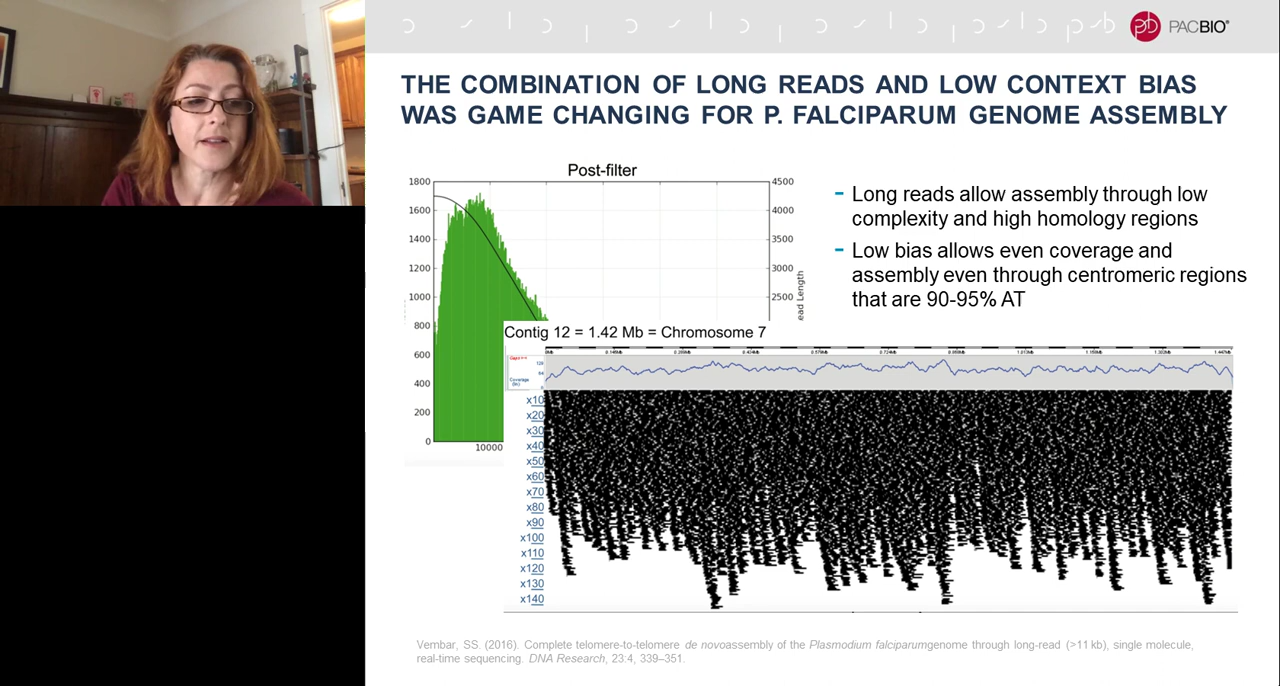 PACBIO®
THE COMBINATION OF LONG READS AND LOW CONTEXT BIAS
WAS GAME CHANGING FOR P. FALCIPARUM GENOME ASSEMBLY
Post-filter
1800
1600
1400
1200
1000
800
600
400
200
0
10000
4500
4000
3500
3000
2500
ead Length
- Long reads allow assembly through low
complexity and high homology regions
- Low bias allows even coverage and
assembly even through centromeric regions
that are 90-95% AT
Contig 12 = 1.42 Mb = Chromosome 7
Coverage
x10
x20
x30
x40
x50
x60
x70
x80
x90
x100
x110
x120
x130
x140
Vembar, SS. (2016). Complete telomere-to-telomere de novoassembly of the Plasmodium falciparumgenome through long-read (>11 kb), single molecule,
real-time sequencing. DNA Research, 23:4, 339–351.